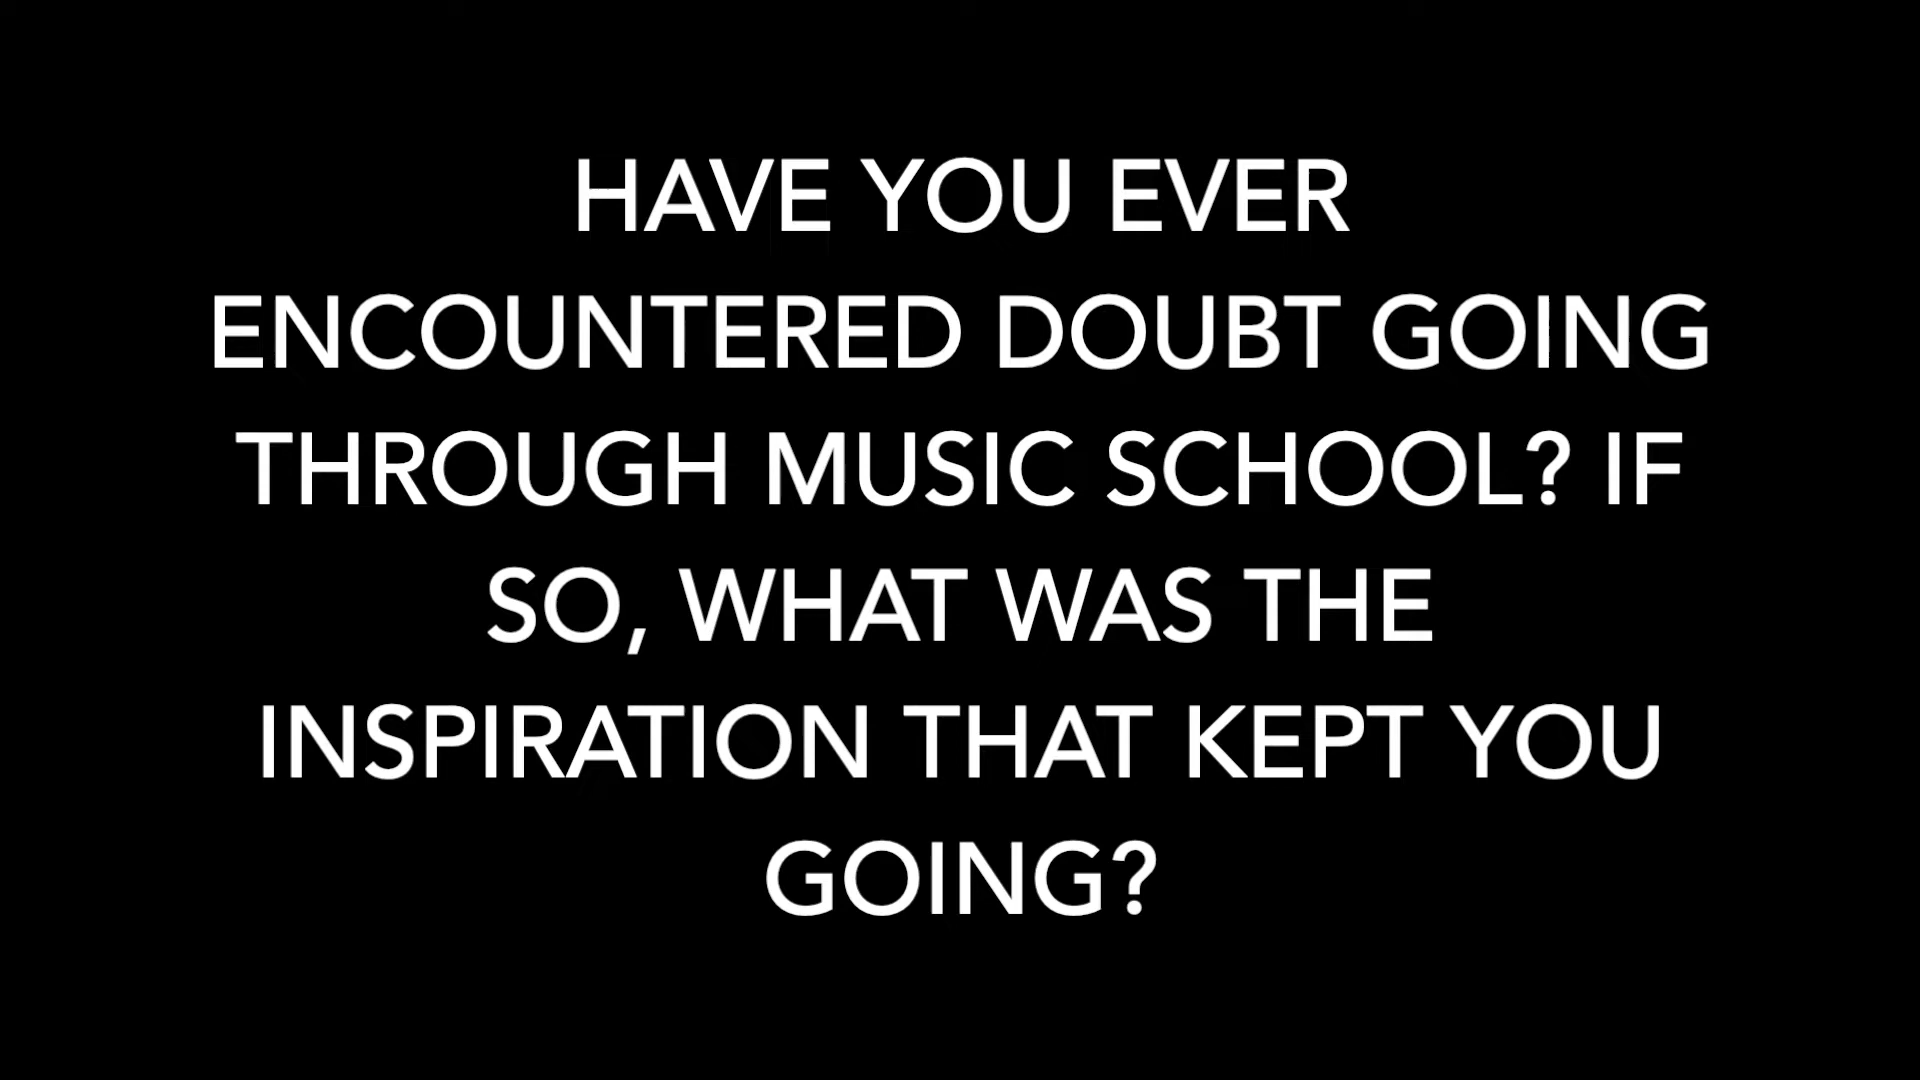 HAVE YOU EVER
ENCOUNTERED DOUBT GOING
THROUGH MUSIC SCHOOL? IF
SO, WHAT WAS THE
INSPIRATION THAT KEPT YOU
GOING?